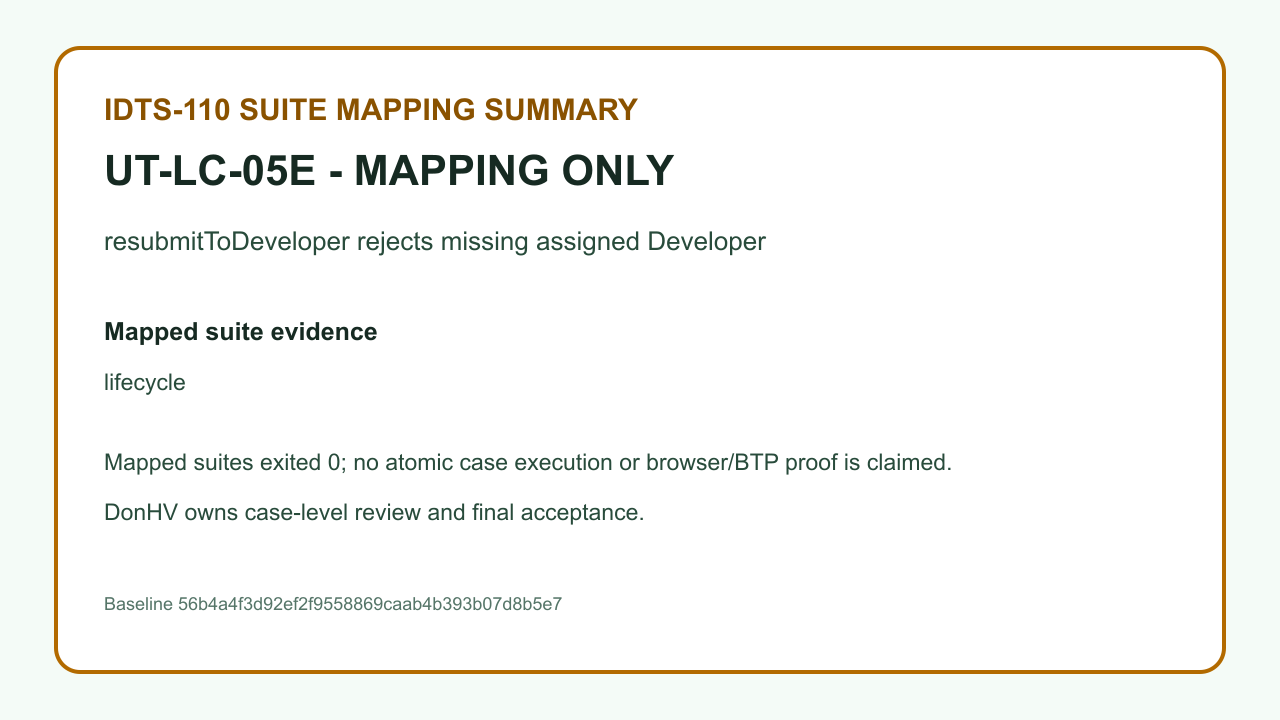 IDTS-110 SUITE MAPPING SUMMARY
UT-LC-05E - MAPPING ONLY
resubmitToDeveloper rejects missing assigned Developer
Mapped suite evidence
lifecycle
Mapped suites exited 0; no atomic case execution or browser/BTP proof is claimed.
DonHV owns case-level review and final acceptance.
Baseline 56b4a4f3d92ef2f9558869caab4b393b07d8b5e7